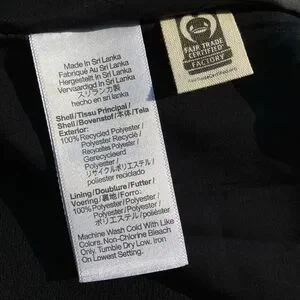 Made In Sri Lanka
Fabriqué Au Sri Lanka
Hergestellt in Sri Lanka
Vervaardigd In Sri Lanka
スリランカ製
hecho en Sri Lanka
Shell/Tissu Principal/
Shell/Bovenstof/本体/Tela
Exterior:
100% Recycled Polyester/
Polyester Recyclé/
Recyceltes Polyester/
Gerecycleerd
Polyester/
リサイクルポリエステル/
poliester reciclado
Lining/Doublure/Futter/
Voering/裏地/Forro:
100% Polyester/Polyester/
Polyester/Polyester/
ポリエステル/poliéster
Machine Wash Cold With Like
Colors. Non-Chlorine Bleach
Only. Tumble Dry Low. Iron
On Lowest Setting.
FAIR TRADE
CERTIFIED
FACTORY
FairTradeCertified.org